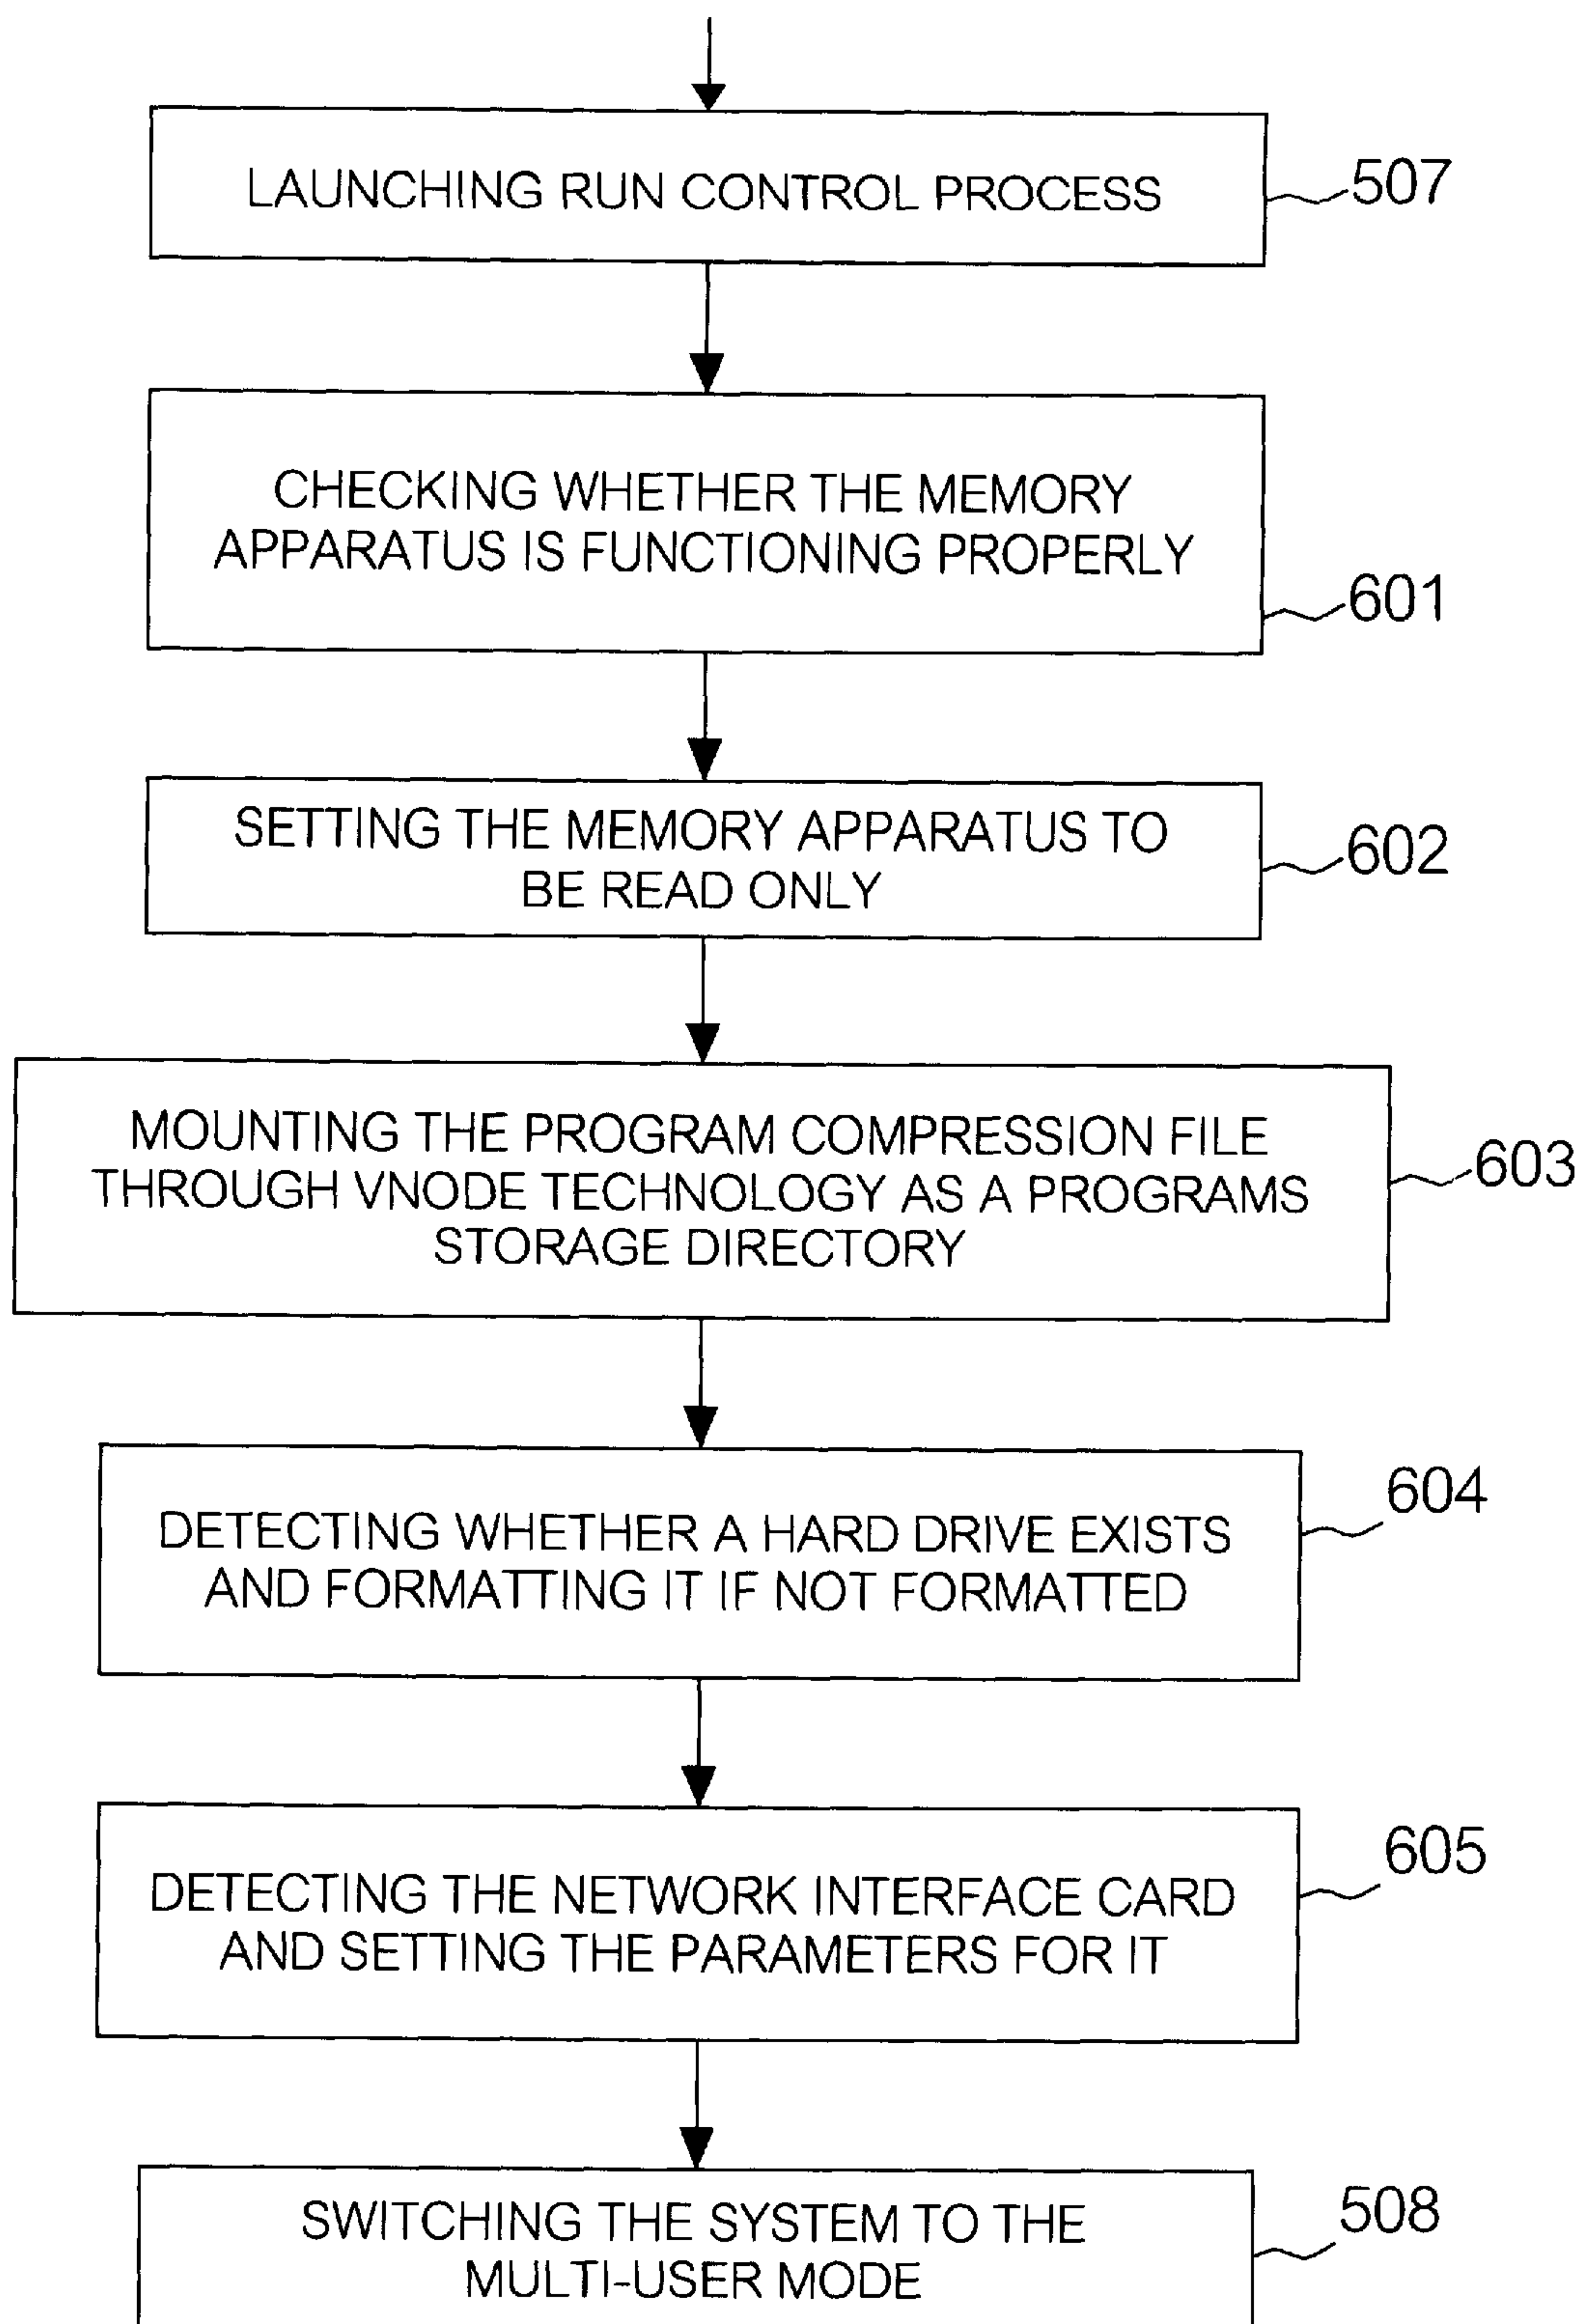 LAUNCHING RUN CONTROL PROCESS
507
CHECKING WHETHER THE MEMORY
APPARATUS IS FUNCTIONING PROPERLY
601
SETTING THE MEMORY APPARATUS TO
BE READ ONLY
602
MOUNTING THE PROGRAM COMPRESSION FILE
THROUGH VNODE TECHNOLOGY AS A PROGRAMS
STORAGE DIRECTORY
603
DETECTING WHETHER A HARD DRIVE EXISTS
AND FORMATTING IT IF NOT FORMATTED
604
DETECTING THE NETWORK INTERFACE CARD
AND SETTING THE PARAMETERS FOR IT
605
SWITCHING THE SYSTEM TO THE
MULTI-USER MODE
508